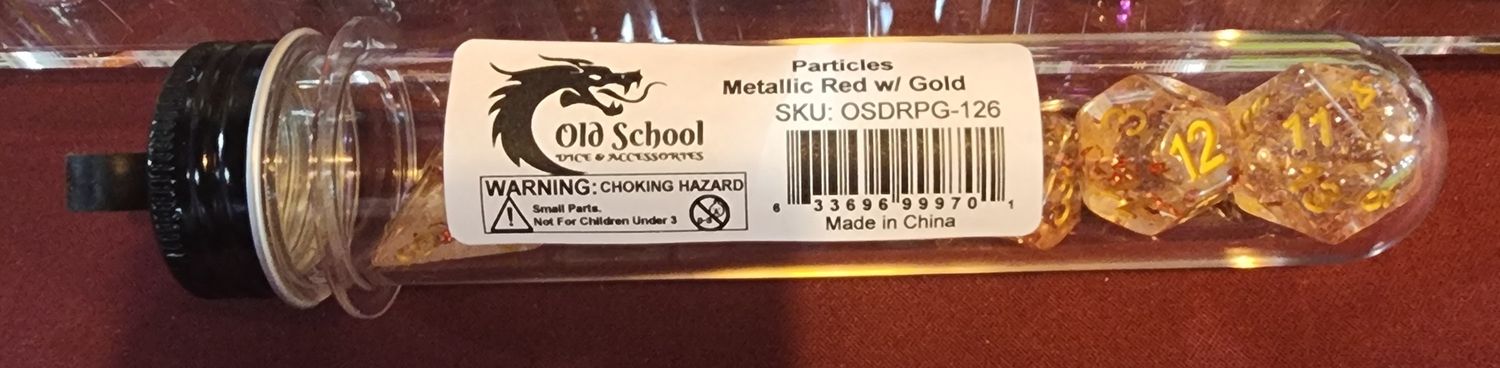 Old School
DICE & ACCESSORIES
WARNING: CHOKING HAZARD
Small Parts.
Not For Children Under 3
Particles
Metallic Red w/ Gold
SKU: OSDRPG-126
6 33696 99970 1
Made in China
12
11